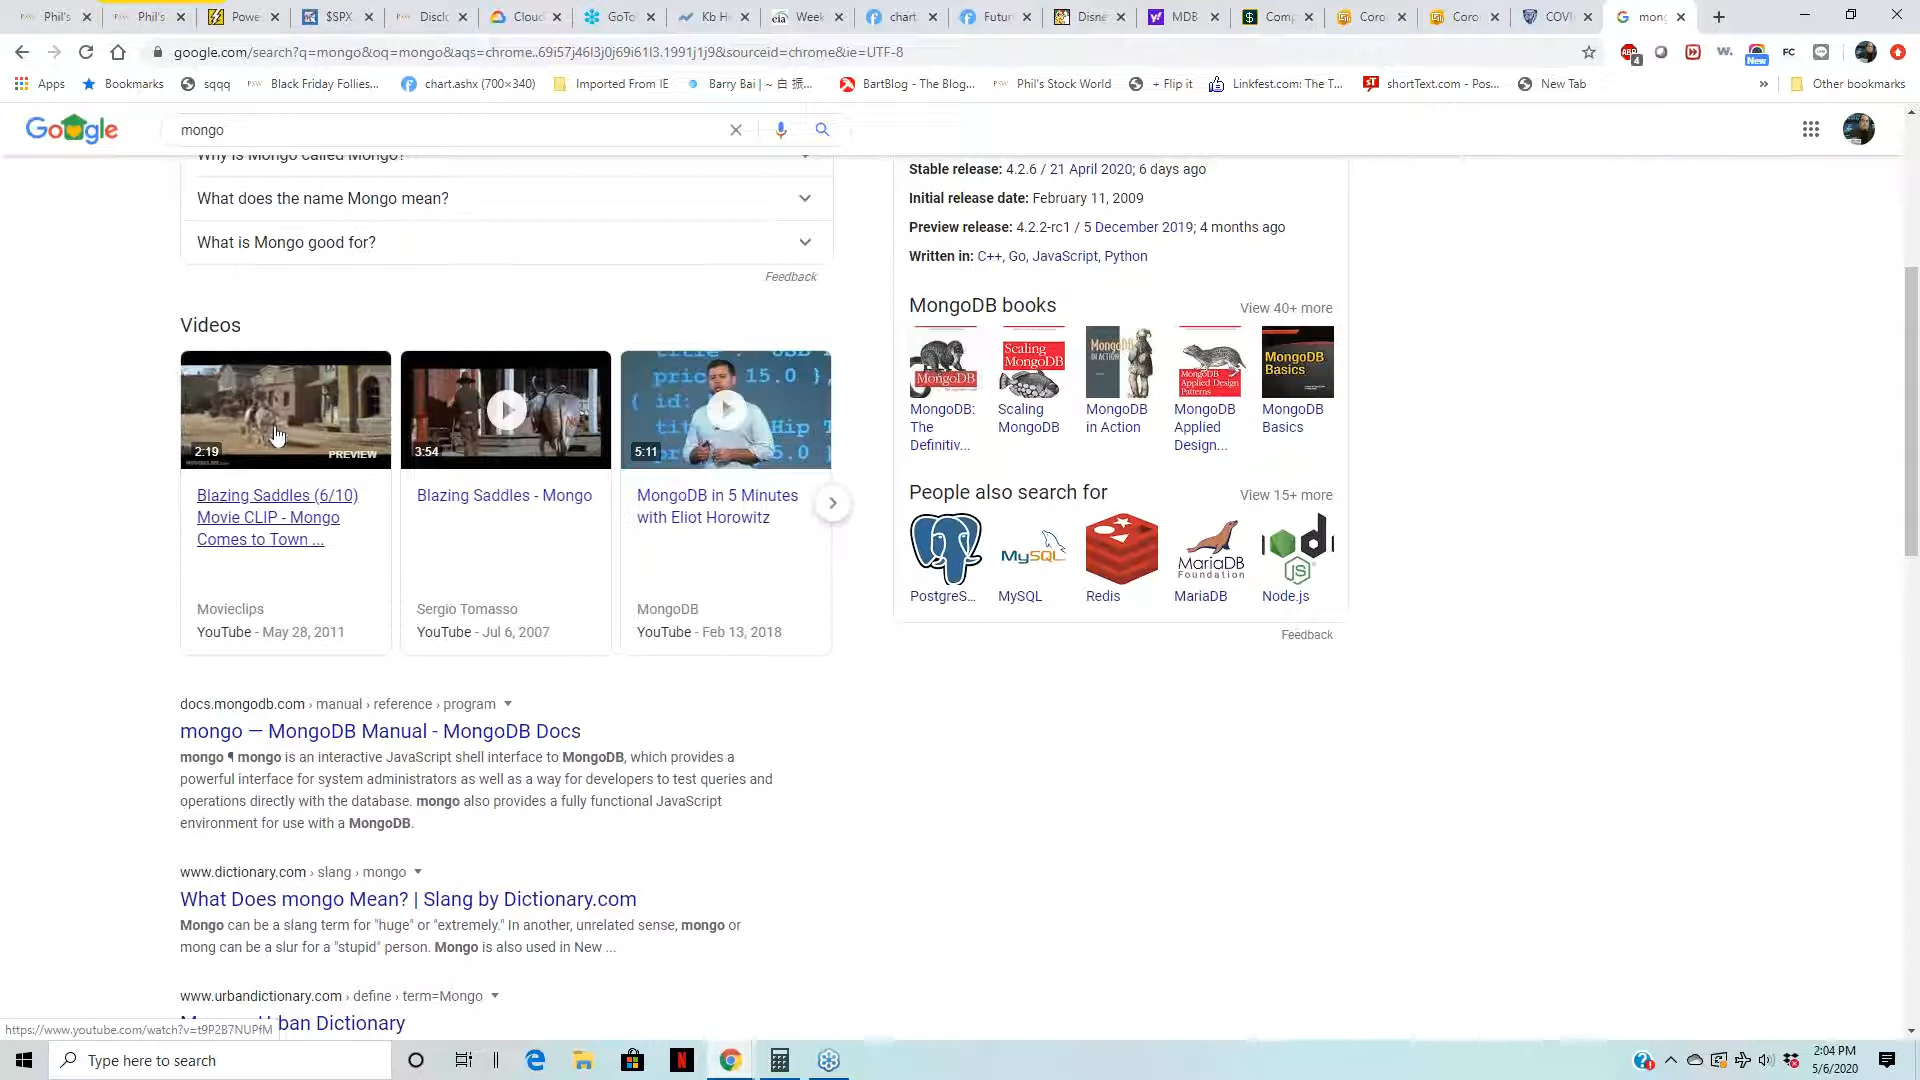 Phil's
Phil's
Powe
$SPX
Disclo
Cloud
GoTo
Kb H
eia
Week
chart
Futur
Disne
MDB
Comp
Coro
Coro
COVI
mong
google.com/search?q=mongo&oq=mongo&aqs=chrome..69i57j46l3j0j69i61l3.1991j1j9&sourceid=chrome&ie=UTF-8
ABP
4
W.
New
FC
Apps
Bookmarks
sqqq
PSW
Black Friday Follies...
chart.ashx (700×340)
Imported From IE
Barry Bai | ~ 白 振...
BartBlog - The Blog...
Phil's Stock World
+ Flip it
Linkfest.com: The T...
ST
shortText.com - Pos...
New Tab
»
Other bookmarks
Google
mongo
Why is Mongo called Mongo?
What does the name Mongo mean?
What is Mongo good for?
Feedback
Videos
2:19
PREVIEW
3:54
5:11
Blazing Saddles (6/10)
Movie CLIP - Mongo
Comes to Town ...
Movieclips
YouTube - May 28, 2011
Blazing Saddles - Mongo
Sergio Tomasso
YouTube - Jul 6, 2007
MongoDB in 5 Minutes
with Eliot Horowitz
MongoDB
YouTube - Feb 13, 2018
docs.mongodb.com › manual › reference › program
mongo — MongoDB Manual - MongoDB Docs
mongo ¶ mongo is an interactive JavaScript shell interface to MongoDB, which provides a
powerful interface for system administrators as well as a way for developers to test queries and
operations directly with the database. mongo also provides a fully functional JavaScript
environment for use with a MongoDB.
www.dictionary.com › slang › mongo
What Does mongo Mean? | Slang by Dictionary.com
Mongo can be a slang term for "huge" or "extremely." In another, unrelated sense, mongo or
mong can be a slur for a "stupid" person. Mongo is also used in New ...
www.urbandictionary.com › define › term=Mongo
ban Dictionary
https://www.youtube.com/watch?v=t9P2B7NUPfM
Stable release: 4.2.6 / 21 April 2020; 6 days ago
Initial release date: February 11, 2009
Preview release: 4.2.2-rc1 / 5 December 2019; 4 months ago
Written in: C++, Go, JavaScript, Python
MongoDB books
View 40+ more
MongoDB
Scaling
MongoDB
MongoDB
IN ACTION
MongoDB
Applied Design
Patterns
MongoDB
Basics
MongoDB:
The
Definitiv...
Scaling
MongoDB
MongoDB
in Action
MongoDB
Applied
Design...
MongoDB
Basics
People also search for
View 15+ more
MySQL
MariaDB
Foundation
JS
PostgreS...
MySQL
Redis
MariaDB
Node.js
Feedback
Type here to search
2:04 PM
5/6/2020